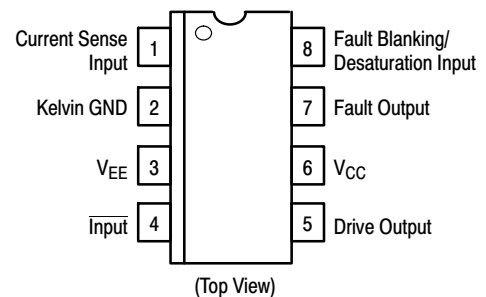 Current Sense
Input
1
Kelvin GND
2
VEE
3
Input
4
8
Fault Blanking/
Desaturation Input
7
Fault Output
6
VCC
5
Drive Output
(Top View)